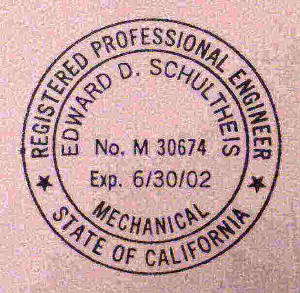 REGISTERED PROFESSIONAL ENGINEER
EDWARD D. SCHULTHEIS
No. M 30674
Exp. 6/30/02
MECHANICAL
STATE OF CALIFORNIA